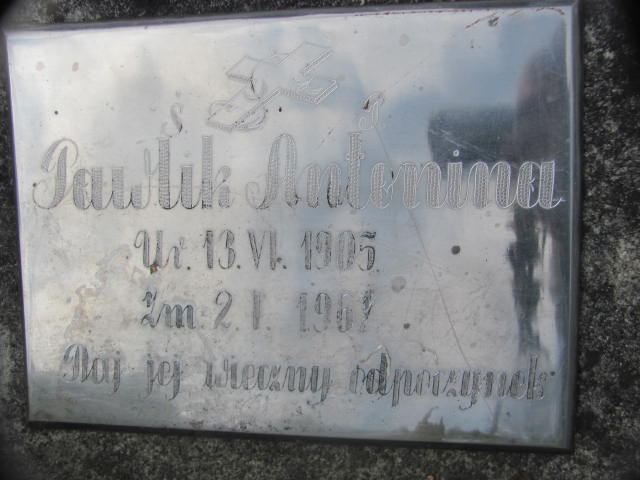 Ś P
Pawlik Antonina
Ur. 13. VI. 1905
Zm. 2. I. 1967
Daj jej wieczny odpoczynek